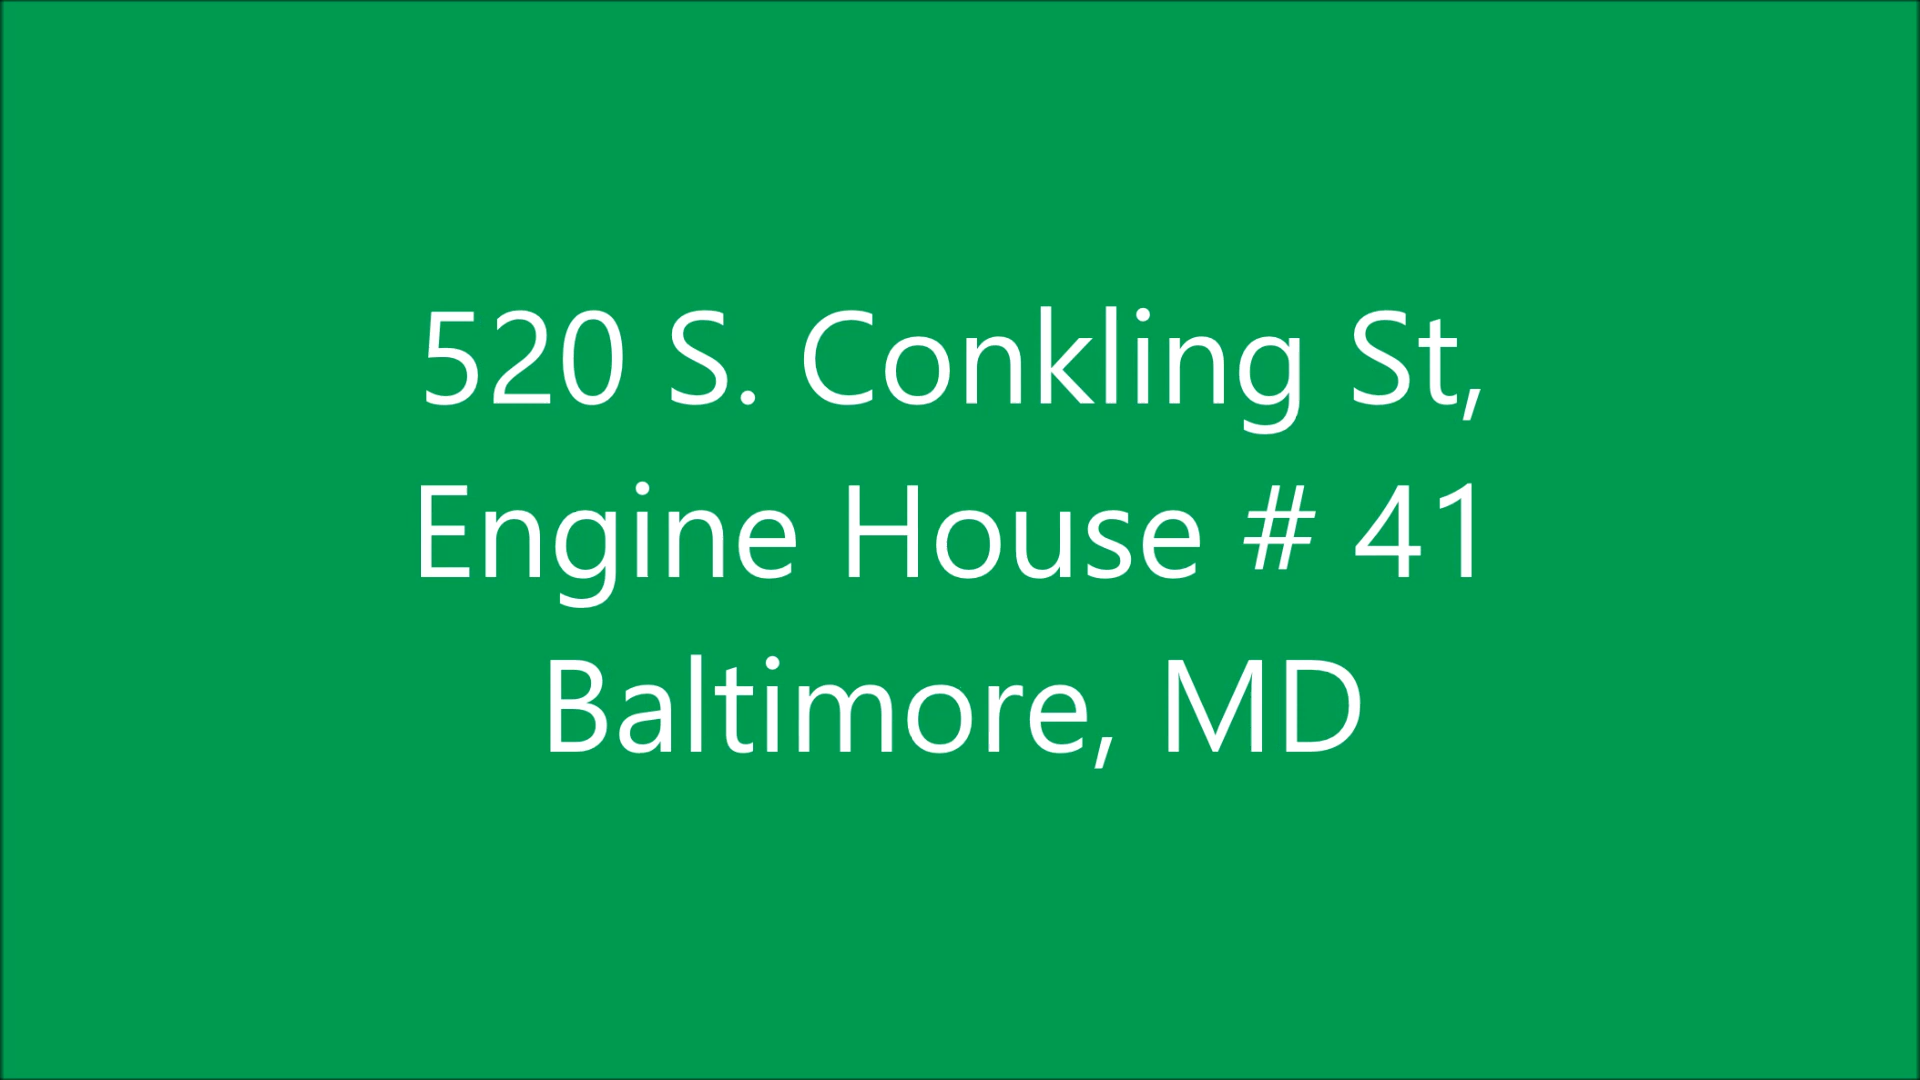 520 S. Conkling St,
Engine House # 41
Baltimore, MD